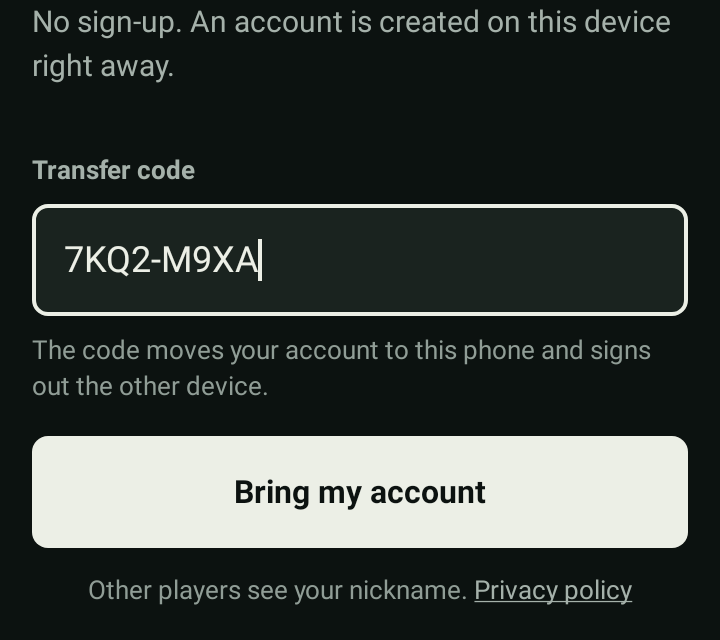 No sign-up. An account is created on this device
right away.
Transfer code
7KQ2-M9XA
The code moves your account to this phone and signs
out the other device.
Bring my account
Other players see your nickname. Privacy policy